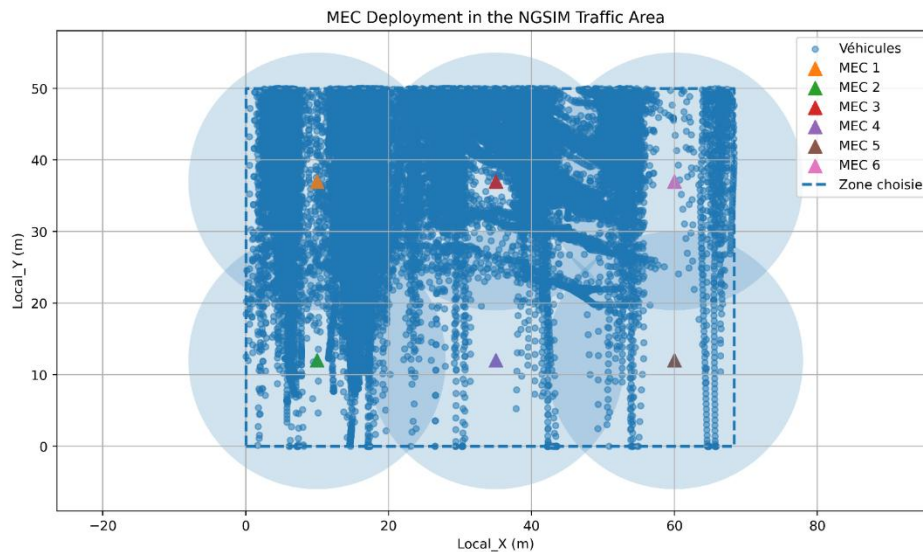 MEC Deployment in the NGSIM Traffic Area
Véhicules
MEC 1
MEC 2
MEC 3
MEC 4
MEC 5
MEC 6
Zone choisie
50
40
30
20
10
0
Local_Y (m)
−20
0
20
40
60
80
Local_X (m)